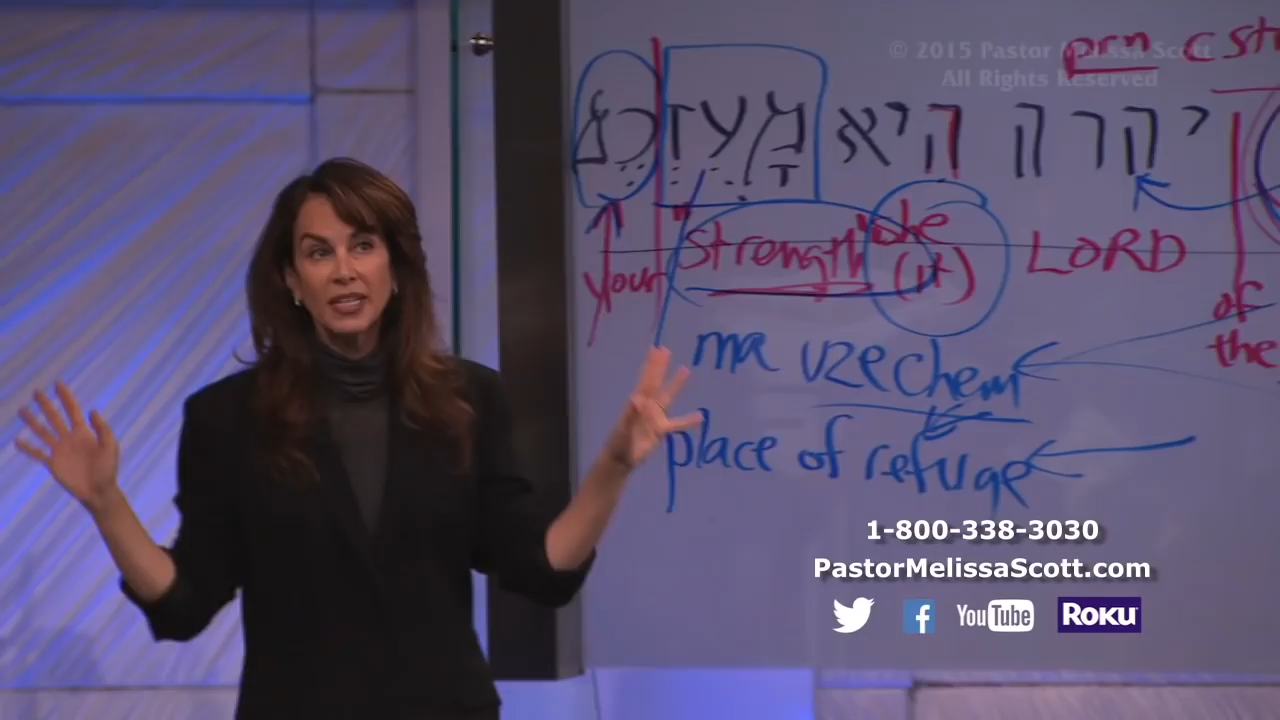 © 2015 Pastor Melissa Scott
All Rights Reserved
יהוה היא מָעֻזְּכֶם
your "strength" she (it) LORD
of
the
ma uzechem
place of refuge
1-800-338-3030
PastorMelissaScott.com
YouTube Roku